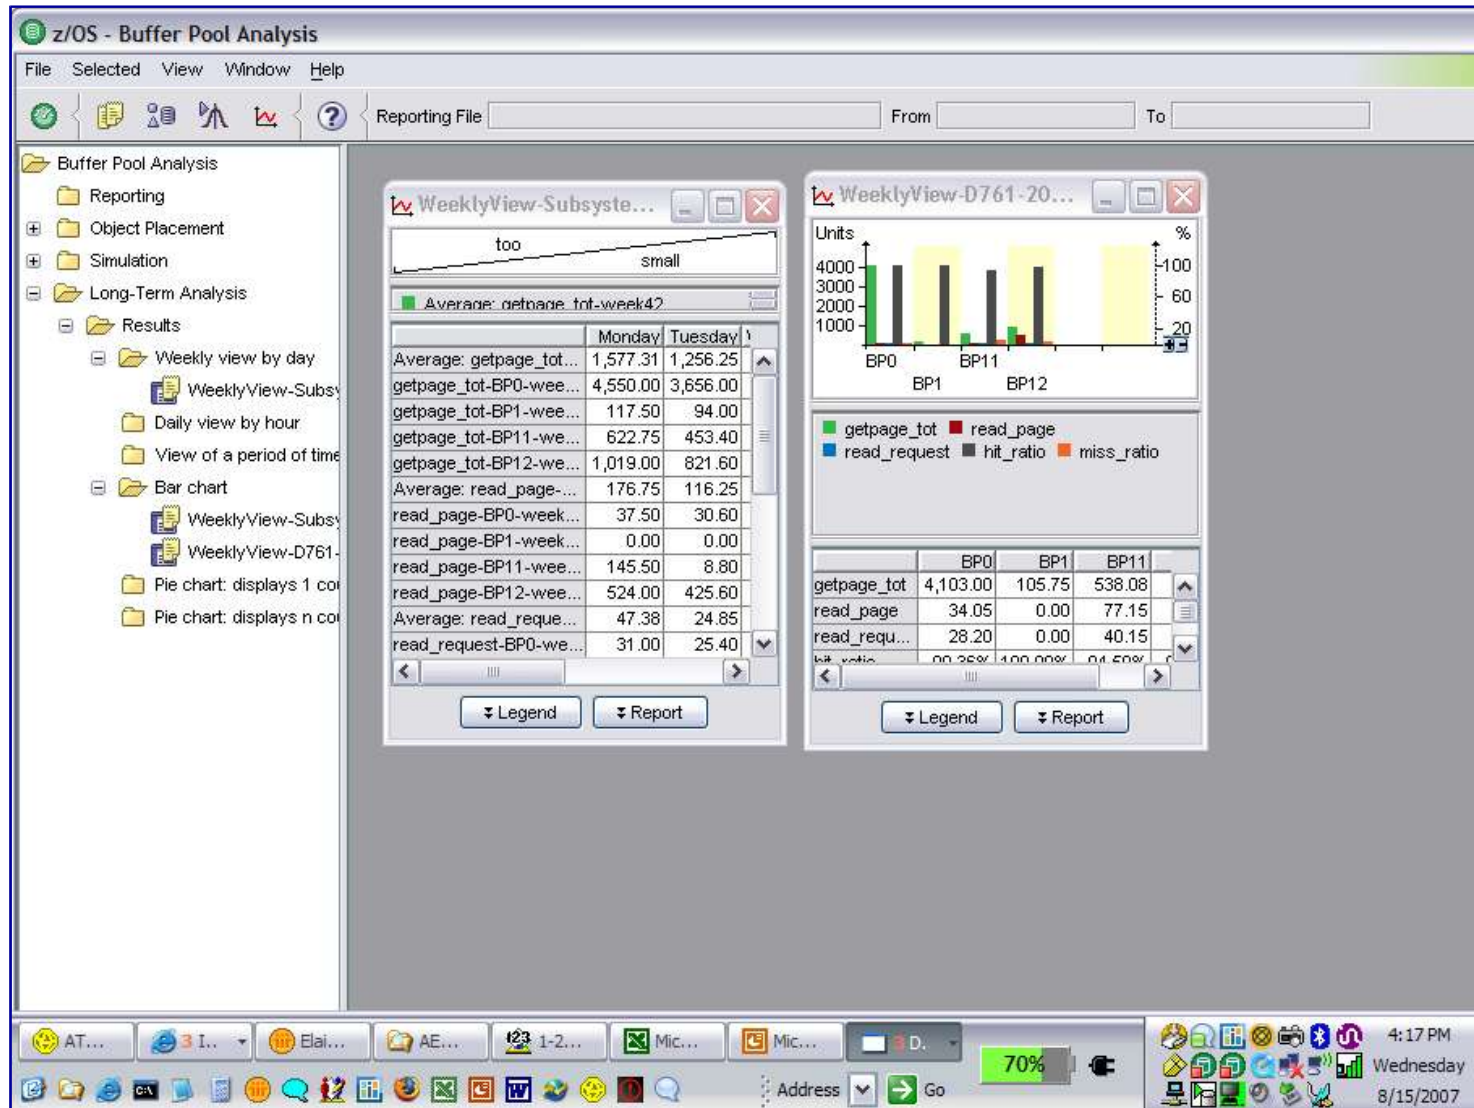 z/OS - Buffer Pool Analysis
File Selected View Window Help
Reporting File From To
Buffer Pool Analysis
Reporting
Object Placement
Simulation
Long-Term Analysis
Results
Weekly view by day
WeeklyView-Subsy
Daily view by hour
View of a period of time
Bar chart
WeeklyView-Subsy
WeeklyView-D761-
Pie chart: displays 1 cou
Pie chart: displays n cou
WeeklyView-Subsyste...
too
small
Average: getpage_tot-week42
Monday Tuesday
Average: getpage_tot... 1,577.31 1,256.25
getpage_tot-BP0-wee... 4,550.00 3,656.00
getpage_tot-BP1-wee... 117.50 94.00
getpage_tot-BP11-we... 622.75 453.40
getpage_tot-BP12-we... 1,019.00 821.60
Average: read_page-... 176.75 116.25
read_page-BP0-week... 37.50 30.60
read_page-BP1-week... 0.00 0.00
read_page-BP11-wee... 145.50 8.80
read_page-BP12-wee... 524.00 425.60
Average: read_reque... 47.38 24.85
read_request-BP0-we... 31.00 25.40
Legend Report
WeeklyView-D761-20...
Units %
4000 100
3000
2000 60
1000 20
BP0 BP11
BP1 BP12
getpage_tot read_page
read_request hit_ratio miss_ratio
BP0 BP1 BP11
getpage_tot 4,103.00 105.75 538.08
read_page 34.05 0.00 77.15
read_requ... 28.20 0.00 40.15
hit_ratio 100.00%
Legend Report
AT... 3 I.. Elai... AE... 1-2... Mic... Mic... D.
70%
Address Go
4:17 PM
Wednesday
8/15/2007